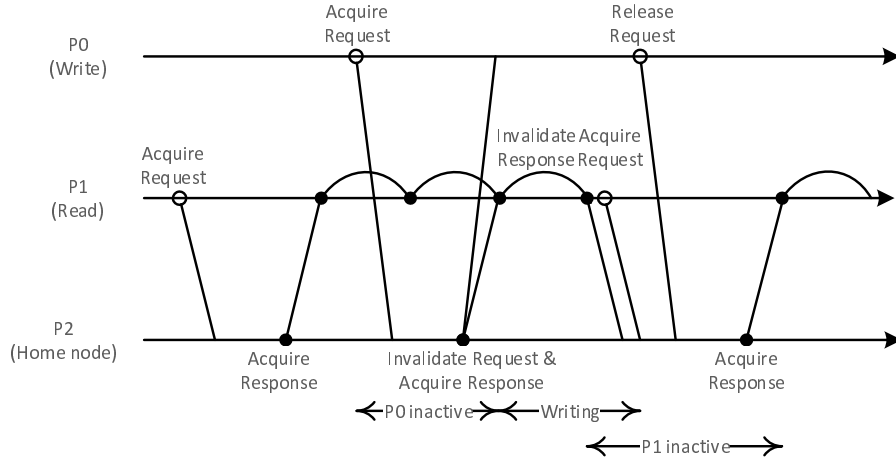 Acquire
Request
Release
Request
P0
(Write)
Invalidate Acquire
Response Request
Acquire
Request
P1
(Read)
P2
(Home node)
Acquire
Response
Invalidate Request &
Acquire Response
Acquire
Response
P0 inactive
Writing
P1 inactive